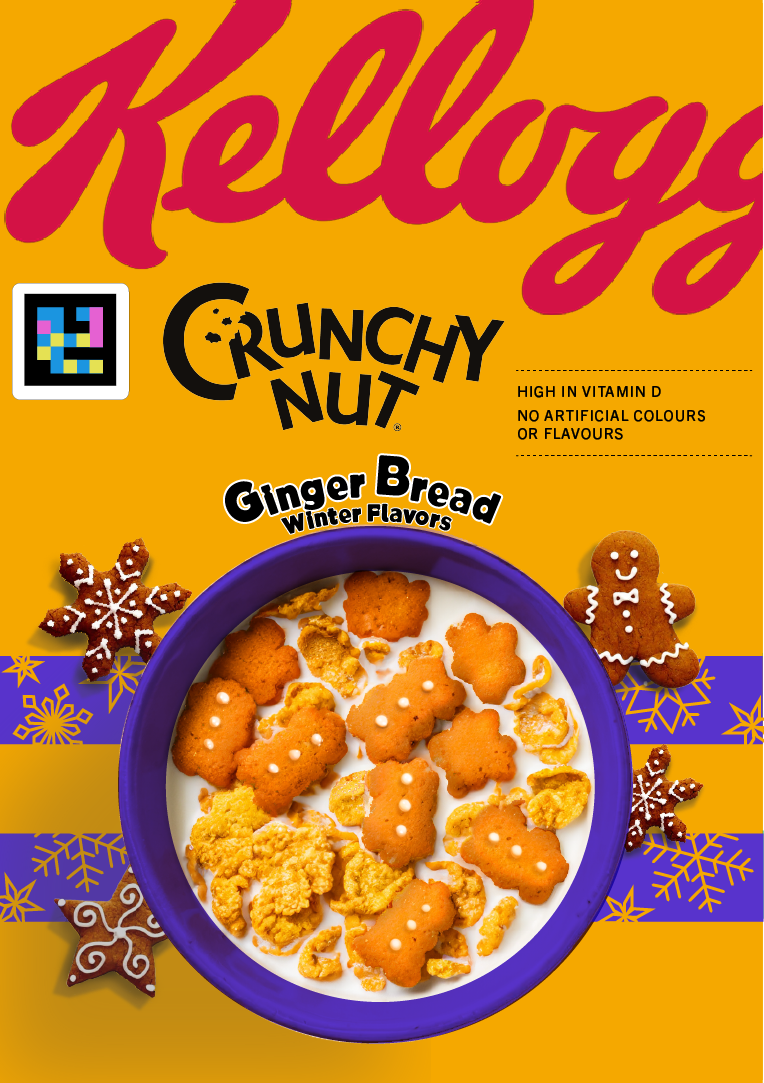 Kellogg
CRUNCHY
NUT®
HIGH IN VITAMIN D
NO ARTIFICIAL COLOURS
OR FLAVOURS
Ginger Bread
Winter Flavors